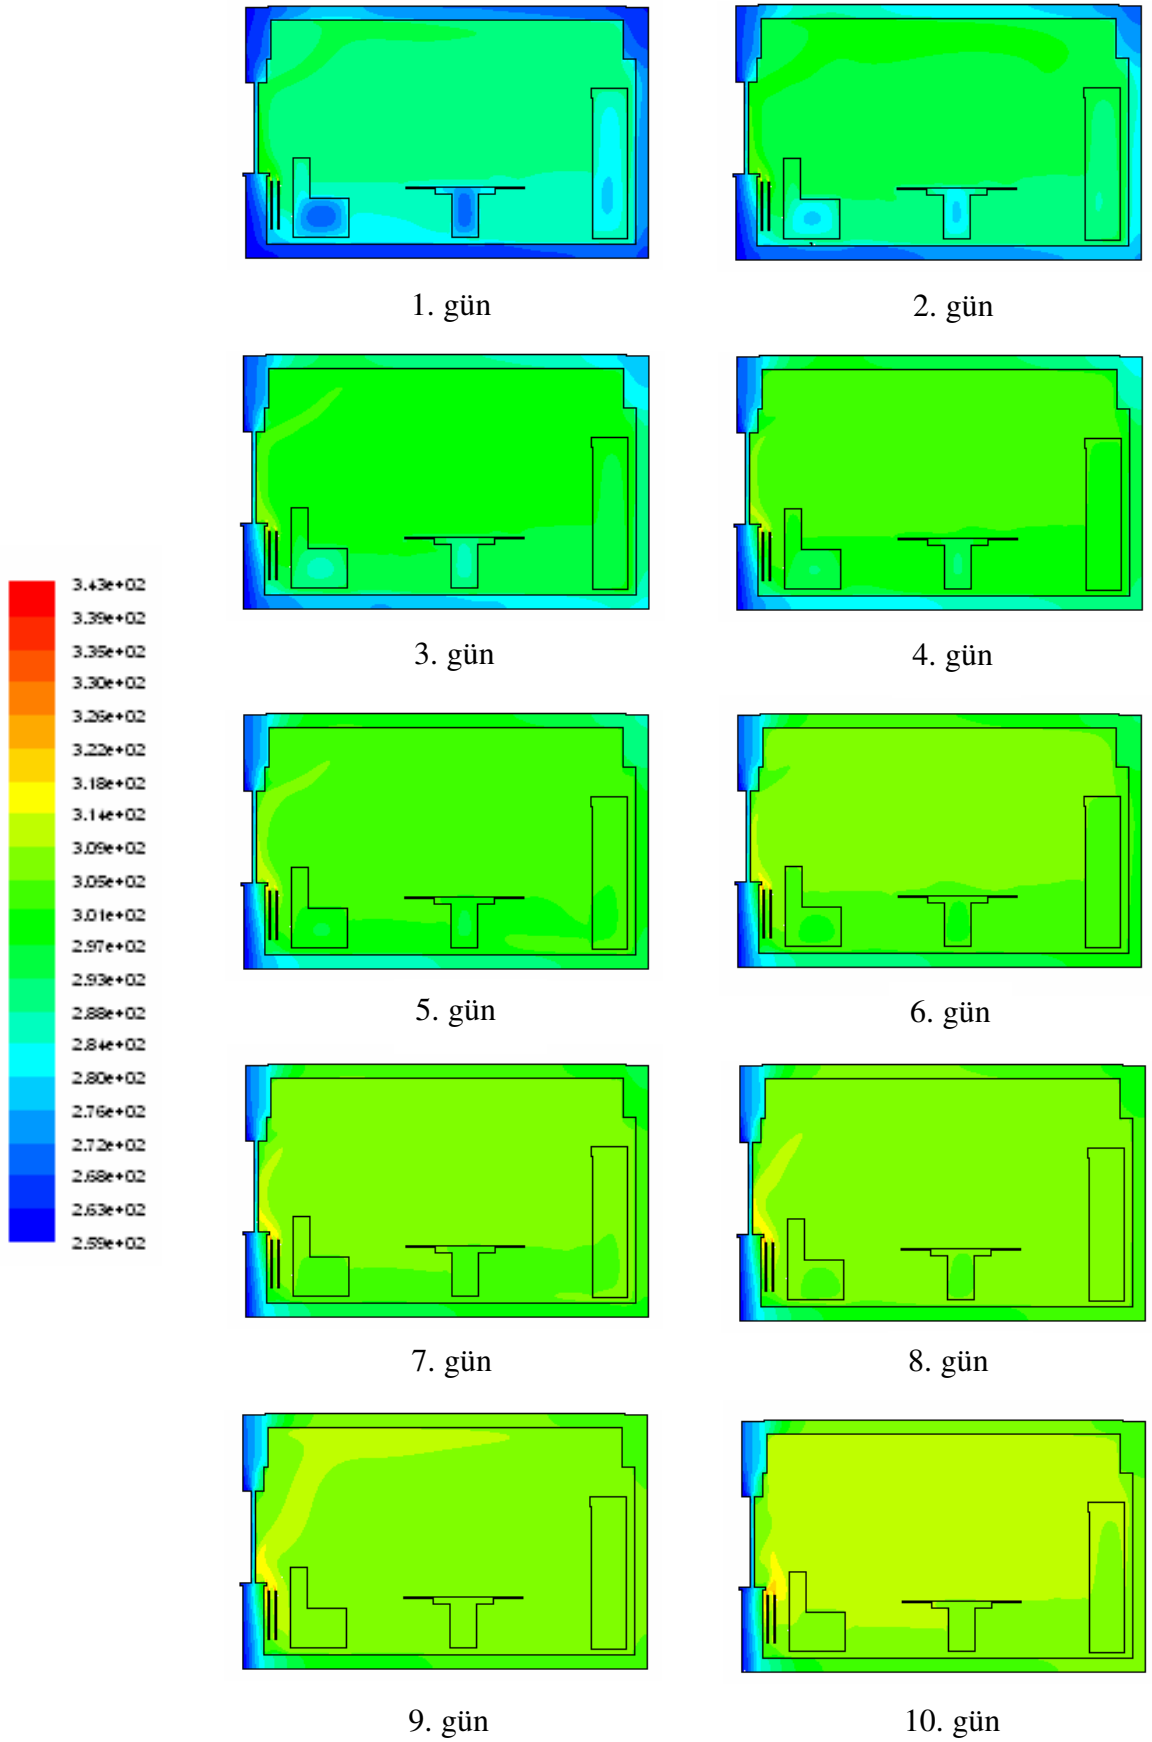 1. gün
2. gün
3. gün
4. gün
3.43e+02
3.39e+02
3.35e+02
3.30e+02
3.26e+02
3.22e+02
3.18e+02
3.14e+02
3.09e+02
3.05e+02
3.01e+02
2.97e+02
2.93e+02
2.88e+02
2.84e+02
2.80e+02
2.76e+02
2.72e+02
2.68e+02
2.63e+02
2.59e+02
5. gün
6. gün
7. gün
8. gün
9. gün
10. gün